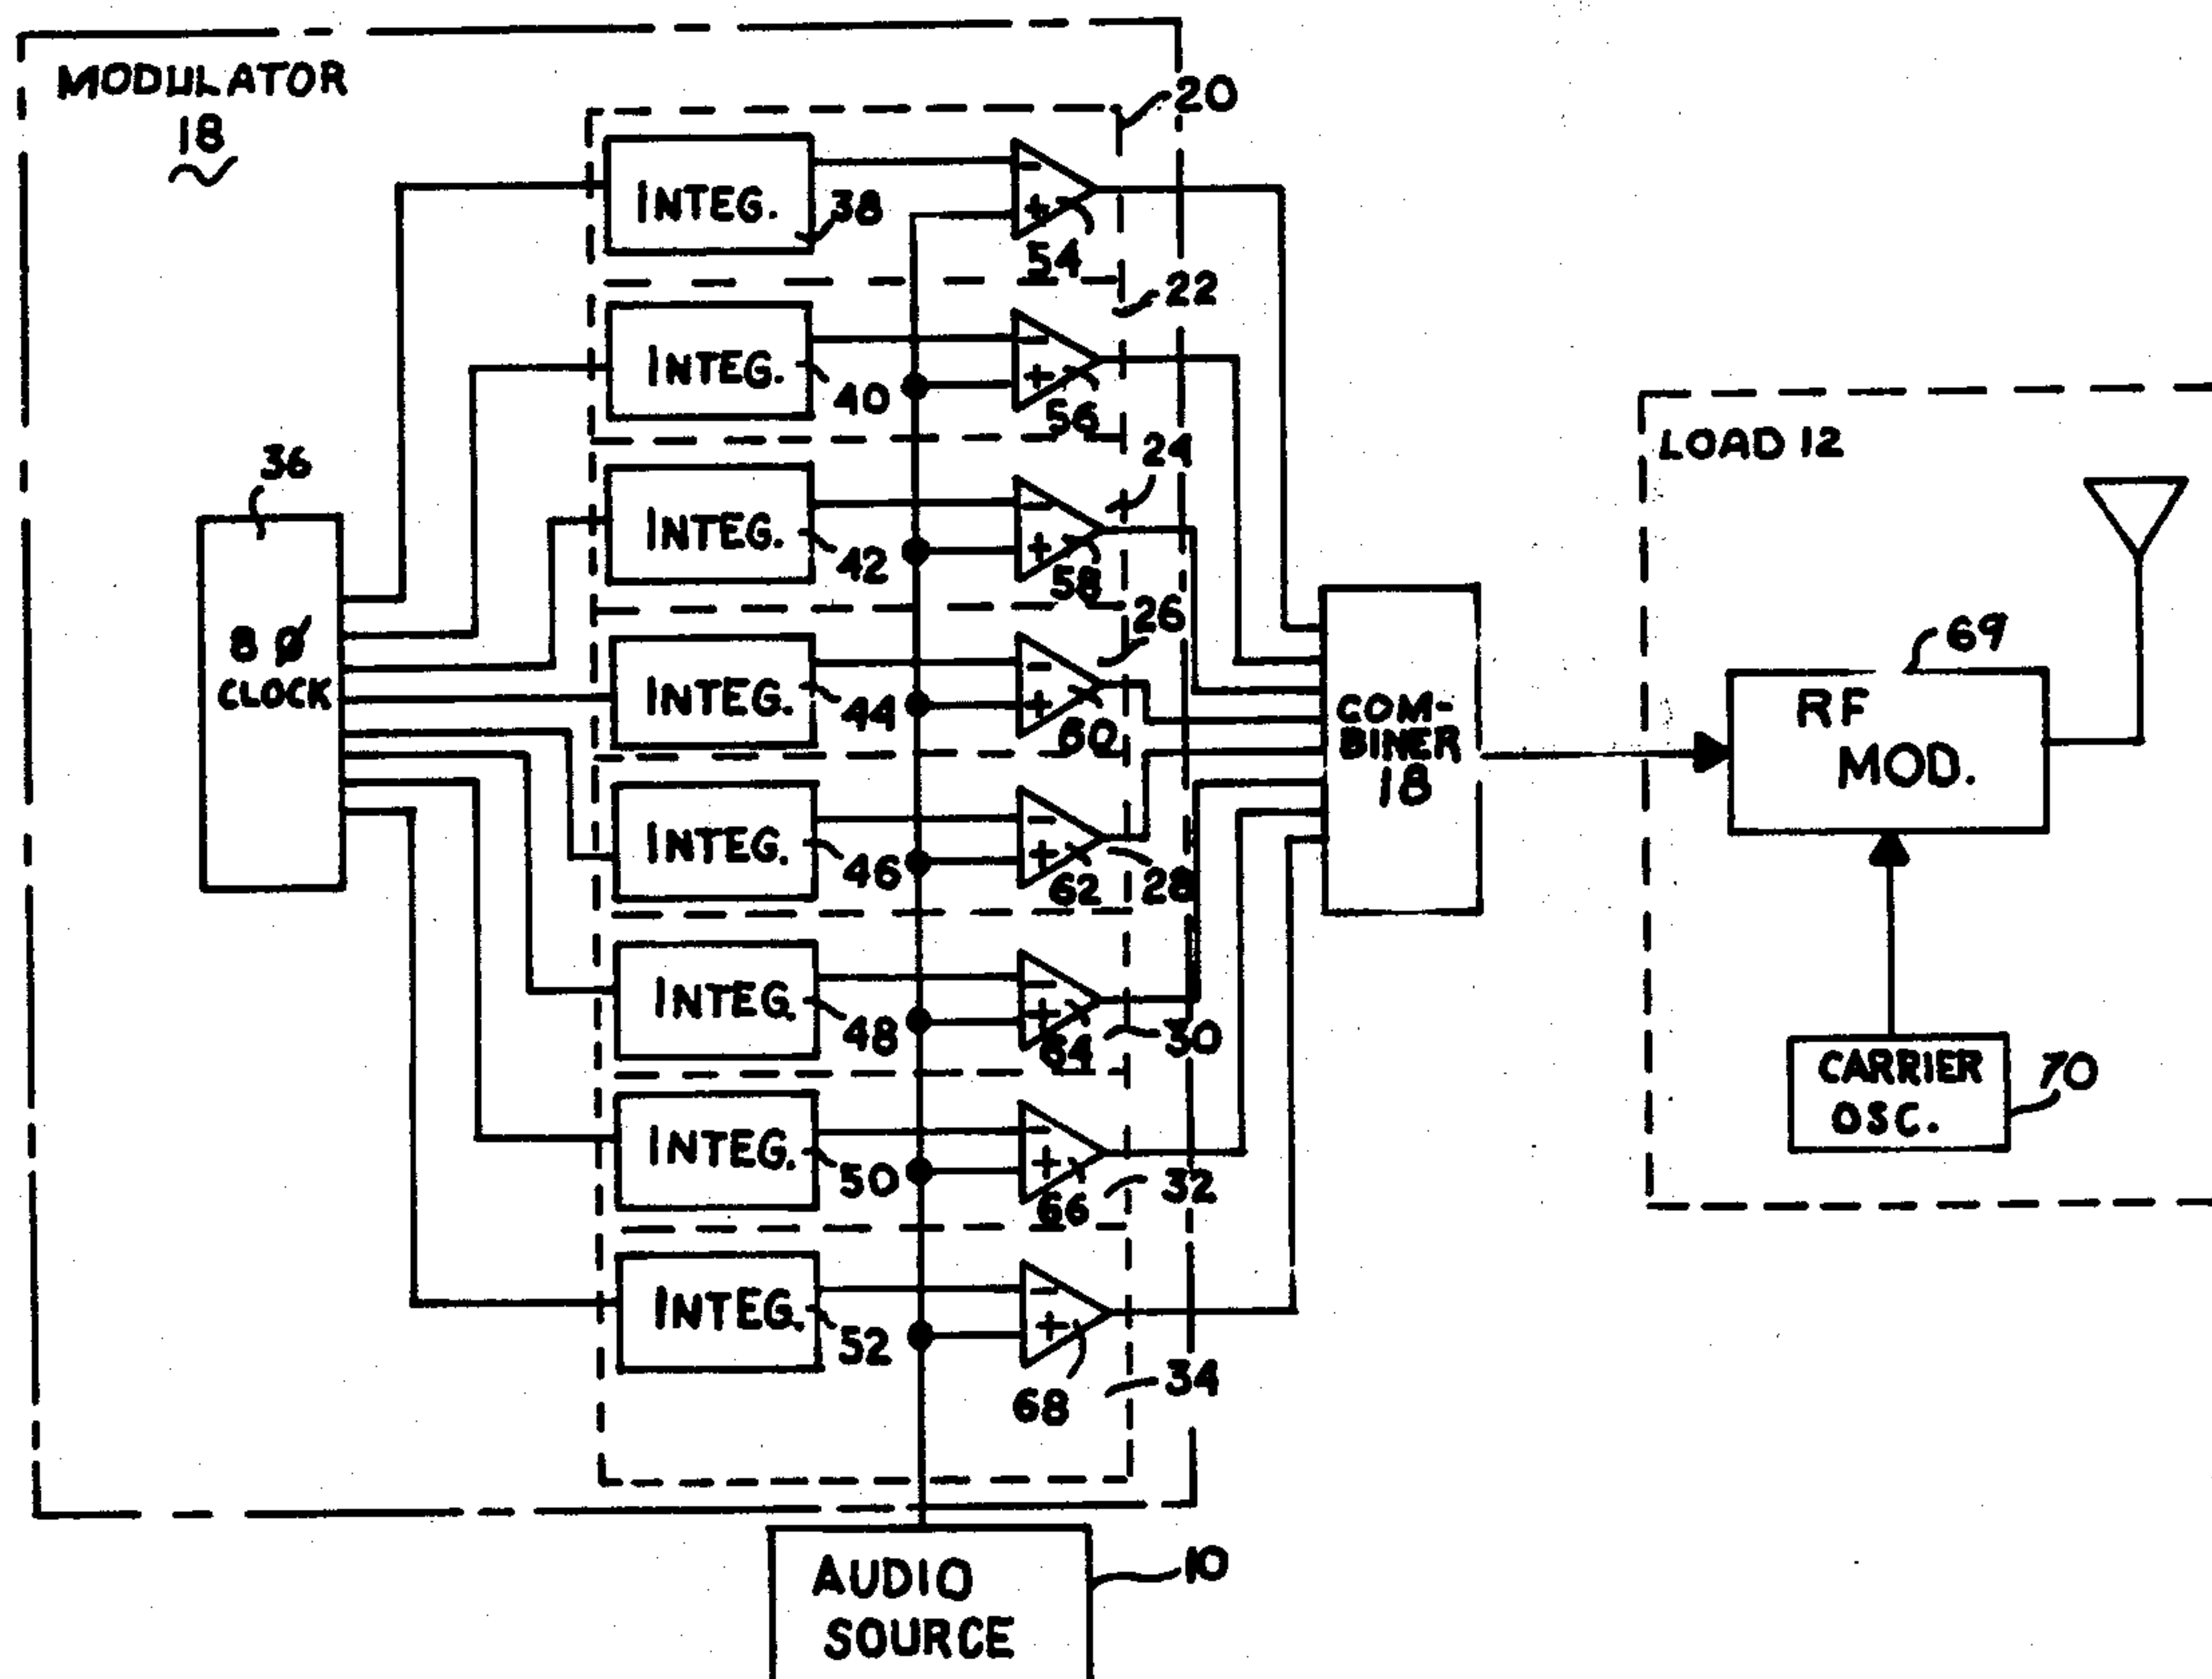 MODULATOR
18
20
INTEG.
38
-
+
54
22
INTEG.
40
-
+
56
24
INTEG.
42
-
+
58
26
INTEG.
44
-
+
60
INTEG.
46
-
+
62
28
INTEG.
48
-
+
64
30
INTEG.
50
-
+
66
32
INTEG.
52
-
+
68
34
36
8 Ø
CLOCK
COM-
BINER
18
LOAD 12
69
RF
MOD.
CARRIER
OSC.
70
AUDIO
SOURCE
10